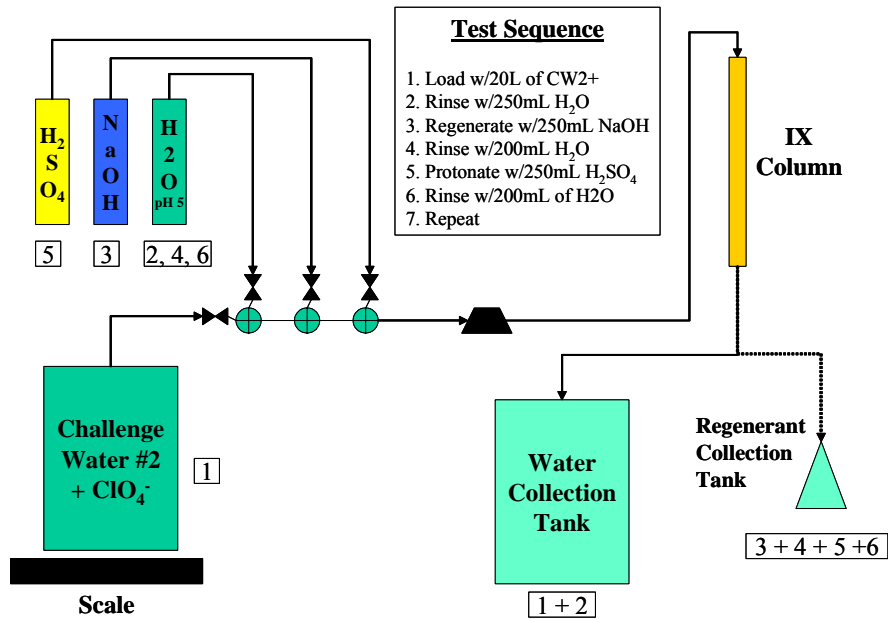 Test Sequence
1. Load w/20L of CW2+
2. Rinse w/250mL H₂O
3. Regenerate w/250mL NaOH
4. Rinse w/200mL H₂O
5. Protonate w/250mL H₂SO₄
6. Rinse w/200mL of H2O
7. Repeat
H₂
S
O₄
N
a
O
H
H
2
O
pH 5
5
3
2, 4, 6
IX
Column
Challenge
Water #2
+ ClO₄⁻
1
Scale
Water
Collection
Tank
1 + 2
Regenerant
Collection
Tank
3 + 4 + 5 +6